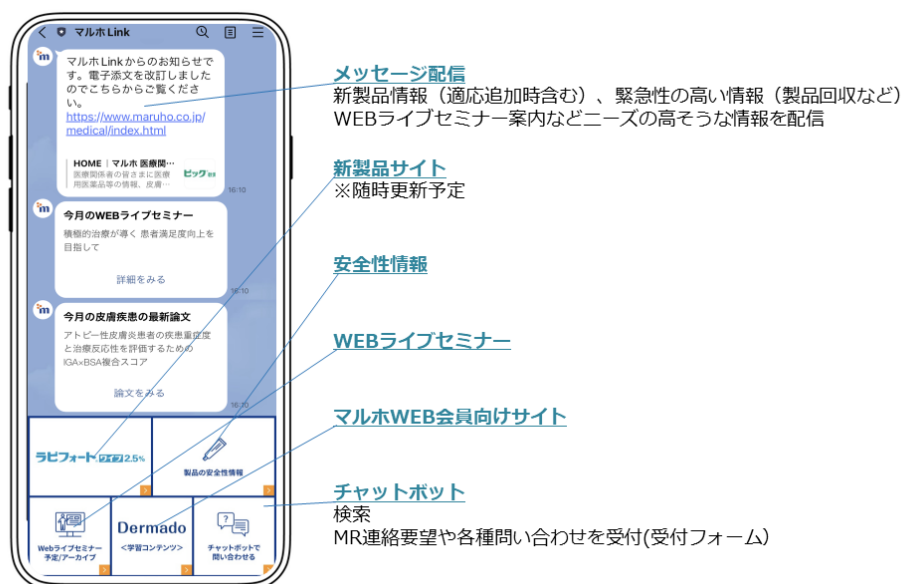 マルホLink
マルホLinkからのお知らせで
す。電子添文を改訂しました
のでこちらからご覧くださ
い。
https://www.maruho.co.jp/
medical/index.html
HOME｜マルホ 医療関…
医療関係者の皆さまに医療
用医薬品等の情報、皮膚…
16:10
今月のWEBライブセミナー
積極的治療が導く 患者満足度向上を
目指して
詳細をみる
16:10
今月の皮膚疾患の最新論文
アトピー性皮膚炎患者の疾患重症度
と治療反応性を評価するための
IGA×BSA複合スコア
論文をみる
16:10
ラピフォート ワイプ 2.5%
製品の安全性情報
Webライブセミナー
予定/アーカイブ
Dermado
<学習コンテンツ>
チャットボットで
問い合わせる
メッセージ配信
新製品情報（適応追加時含む）、緊急性の高い情報（製品回収など）
WEBライブセミナー案内などニーズの高そうな情報を配信
新製品サイト
※随時更新予定
安全性情報
WEBライブセミナー
マルホWEB会員向けサイト
チャットボット
検索
MR連絡要望や各種問い合わせを受付(受付フォーム）